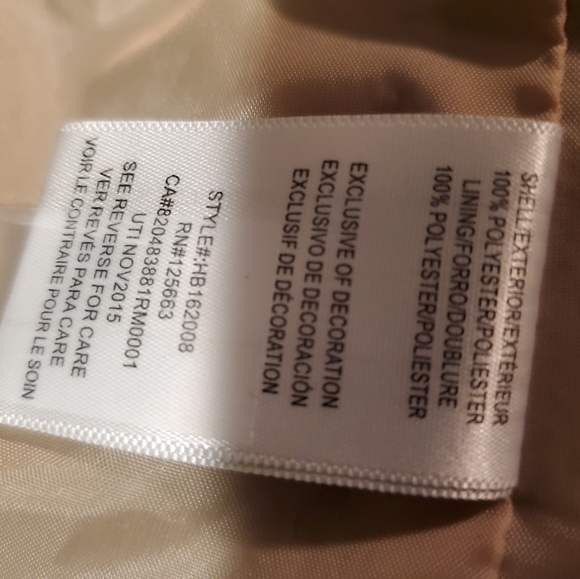 SHELL/EXTERIOR/EXTÉRIEUR
100% POLYESTER/POLIESTER
LINING/FORRO/DOUBLURE
100% POLYESTER/POLIESTER
EXCLUSIVE OF DECORATION
EXCLUSIVO DE DECORACIÓN
EXCLUSIF DE DÉCORATION
STYLE#:HB162008
RN#125663
CA#820483881RM0001
UTI NOV2015
SEE REVERSE FOR CARE
VER REVÉS PARA CARE
VOIR LE CONTRAIRE POUR LE SOIN